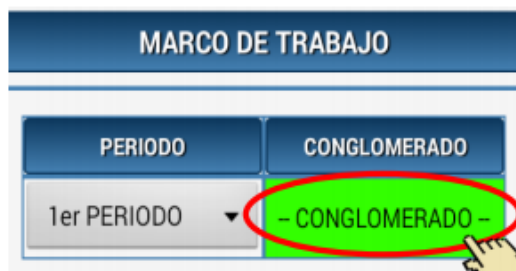 MARCO DE TRABAJO
PERIODO CONGLOMERADO
1er PERIODO – CONGLOMERADO –